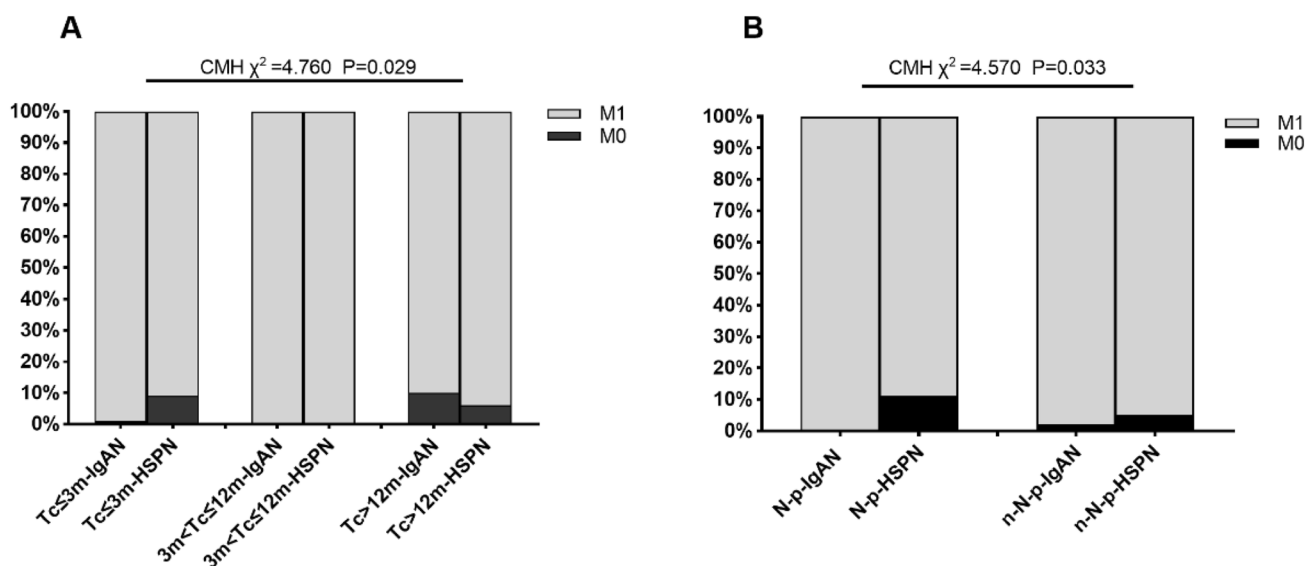 A
CMH χ² =4.760 P=0.029
100%
90%
80%
70%
60%
50%
40%
30%
20%
10%
0%
M1
M0
Tc≤3m-IgAN
Tc≤3m-HSPN
3m<Tc≤12m-IgAN
3m<Tc≤12m-HSPN
Tc>12m-IgAN
Tc>12m-HSPN
B
CMH χ² =4.570 P=0.033
100%
90%
80%
70%
60%
50%
40%
30%
20%
10%
0%
M1
M0
N-p-IgAN
N-p-HSPN
n-N-p-IgAN
n-N-p-HSPN